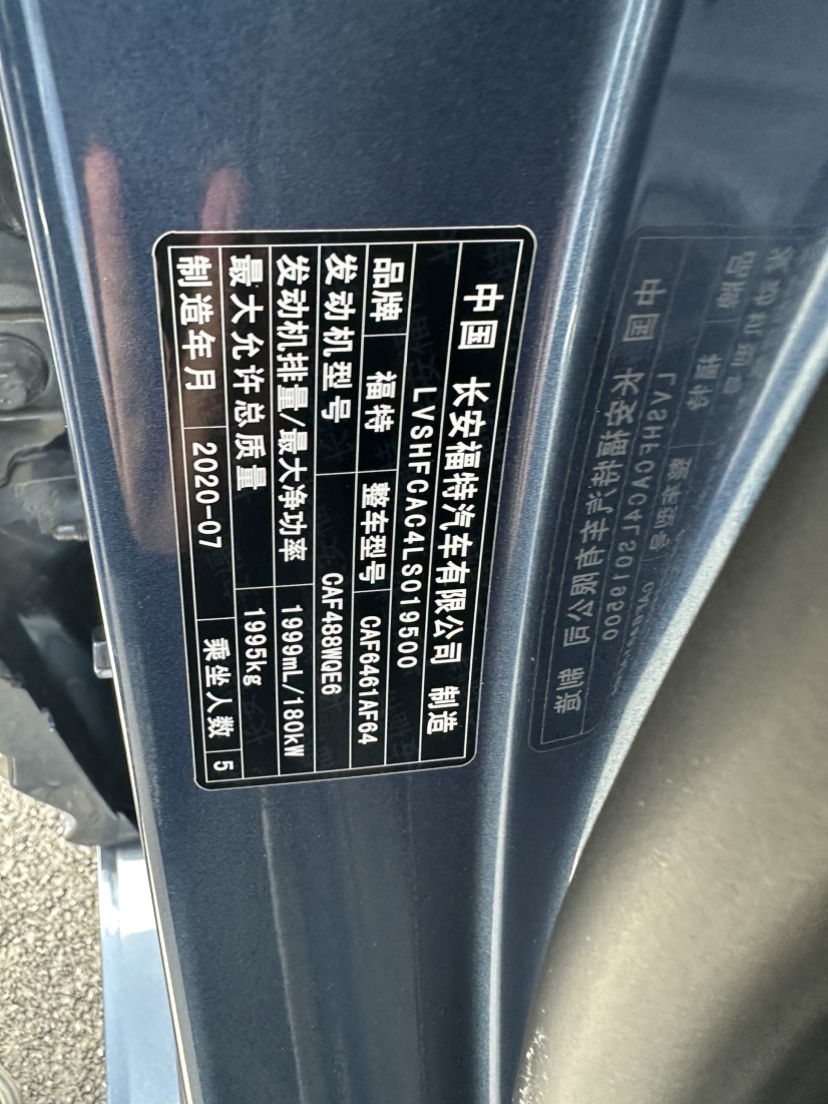 中国 长安福特汽车有限公司 制造
LVSHFCAC4LS019500
品牌 福特 整车型号 CAF6461AF64
发动机型号 CAF488WQE6
发动机排量/最大净功率 1999mL/180kW
最大允许总质量 1995kg
制造年月 2020-07 乘坐人数 5